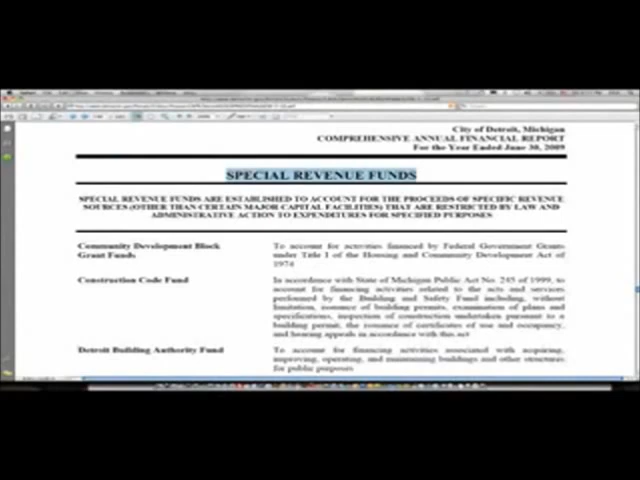 City of Detroit, Michigan
COMPREHENSIVE ANNUAL FINANCIAL REPORT
For the Year Ended June 30, 2009
SPECIAL REVENUE FUNDS
SPECIAL REVENUE FUNDS ARE ESTABLISHED TO ACCOUNT FOR THE PROCEEDS OF SPECIFIC REVENUE
SOURCES (OTHER THAN CERTAIN MAJOR CAPITAL FACILITIES) THAT ARE RESTRICTED BY LAW AND
ADMINISTRATIVE ACTION TO EXPENDITURES FOR SPECIFIED PURPOSES
Community Development Block
Grant Funds
To account for activities financed by Federal Government Grants
under Title I of the Housing and Community Development Act of
1974
Construction Code Fund
In accordance with State of Michigan Public Act No. 245 of 1999, to
account for financing activities related to the acts and services
performed by the Building and Safety Fund including, without
limitation, issuance of building permits, examination of plans and
specifications, inspection of construction undertaken pursuant to a
building permit, the issuance of certificates of use and occupancy,
and hearing appeals in accordance with this act
Detroit Building Authority Fund
To account for financing activities associated with acquiring,
improving, operating, and maintaining buildings and other structures
for public purposes